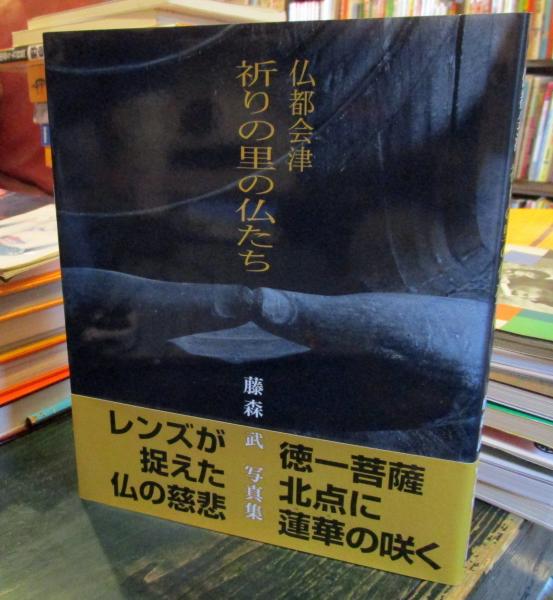 仏都会津
祈りの里の仏たち
藤森 武 写真集
徳一菩薩
北点に
蓮華の咲く
レンズが
捉えた
仏の慈悲